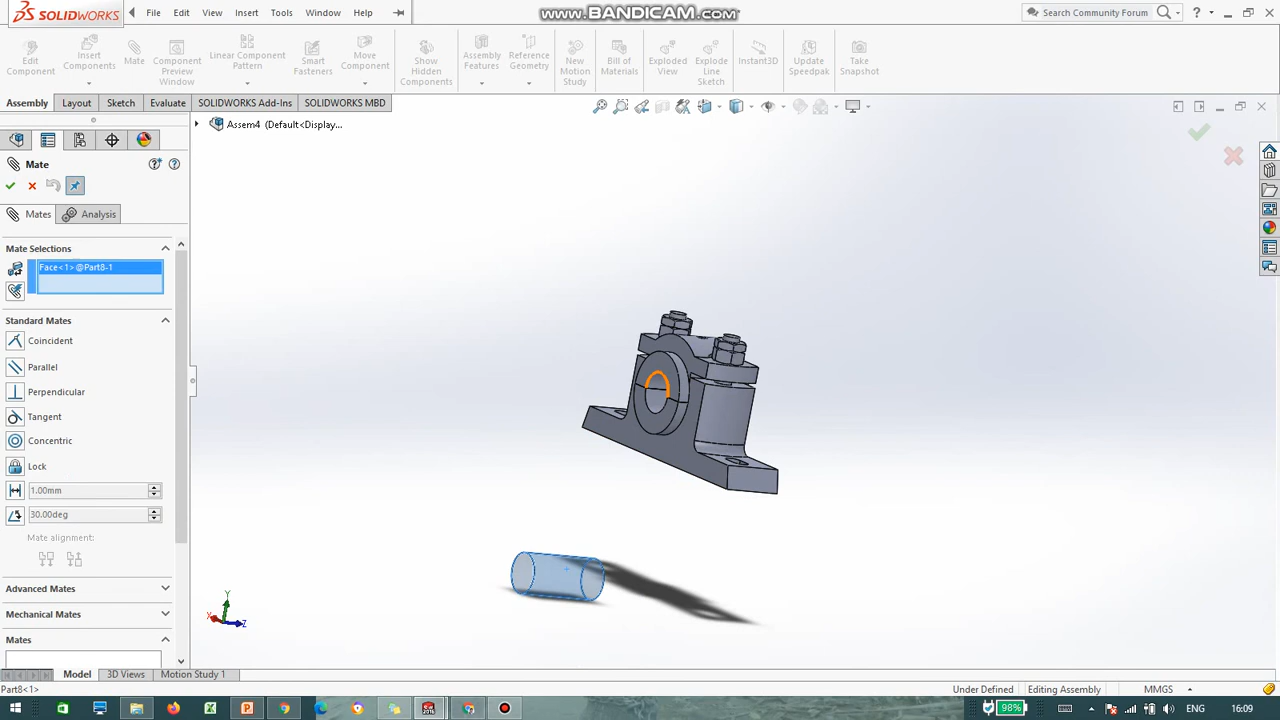 SOLIDWORKS File Edit View Insert Tools Window Help www.BANDICAM.com Search Community Forum ?
Edit Component
Insert Components
Mate
Component Preview Window
Linear Component Pattern
Smart Fasteners
Move Component
Show Hidden Components
Assembly Features
Reference Geometry
New Motion Study
Bill of Materials
Exploded View
Explode Line Sketch
Instant3D
Update Speedpak
Take Snapshot
Assembly Layout Sketch Evaluate SOLIDWORKS Add-Ins SOLIDWORKS MBD
Assem4 (Default<Display...
Mate
Mates Analysis
Mate Selections
Face<1>@Part8-1
Standard Mates
Coincident
Parallel
Perpendicular
Tangent
Concentric
Lock
1.00mm
30.00deg
Mate alignment:
Advanced Mates
Mechanical Mates
Mates
Y
X
Z
Model 3D Views Motion Study 1
Part8<1> Under Defined Editing Assembly MMGS
98% ENG 16:09